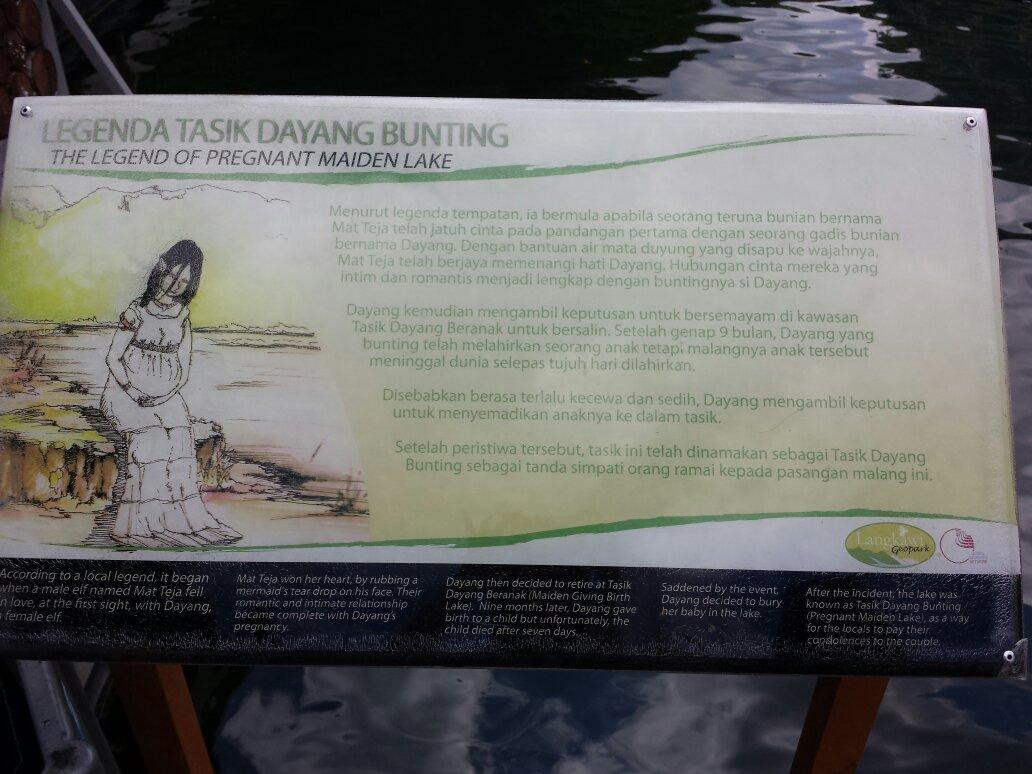 LEGENDA TASIK DAYANG BUNTING
THE LEGEND OF PREGNANT MAIDEN LAKE
Menurut legenda tempatan, ia bermula apabila seorang teruna bunian bernama
Mat Teja telah jatuh cinta pada pandangan pertama dengan seorang gadis bunian
bernama Dayang. Dengan bantuan air mata duyung yang disapu ke wajahnya,
Mat Teja telah berjaya memenangi hati Dayang. Hubungan cinta mereka yang
intim dan romantis menjadi lengkap dengan buntingnya si Dayang.
Dayang kemudian mengambil keputusan untuk bersemayam di kawasan
Tasik Dayang Beranak untuk bersalin. Setelah genap 9 bulan, Dayang yang
bunting telah melahirkan seorang anak tetapi malangnya anak tersebut
meninggal dunia selepas tujuh hari dilahirkan.
Disebabkan berasa terlalu kecewa dan sedih, Dayang mengambil keputusan
untuk menyemadikan anaknya ke dalam tasik.
Setelah peristiwa tersebut, tasik ini telah dinamakan sebagai Tasik Dayang
Bunting sebagai tanda simpati orang ramai kepada pasangan malang ini.
Langkawi
Geopark
According to a local legend, it began
when a male elf named Mat Teja fell
in love, at the first sight, with Dayang,
a female elf.
Mat Teja won her heart, by rubbing a
mermaid's tear drop on his face. Their
romantic and intimate relationship
became complete with Dayang's
pregnancy.
Dayang then decided to retire at Tasik
Dayang Beranak (Maiden Giving Birth
Lake). Nine months later, Dayang gave
birth to a child but unfortunately, the
child died after seven days.
Saddened by the event,
Dayang decided to bury
her baby in the lake.
After the incident, the lake was
known as Tasik Dayang Bunting
(Pregnant Maiden Lake), as a way
for the locals to pay their
condolences to the couple.